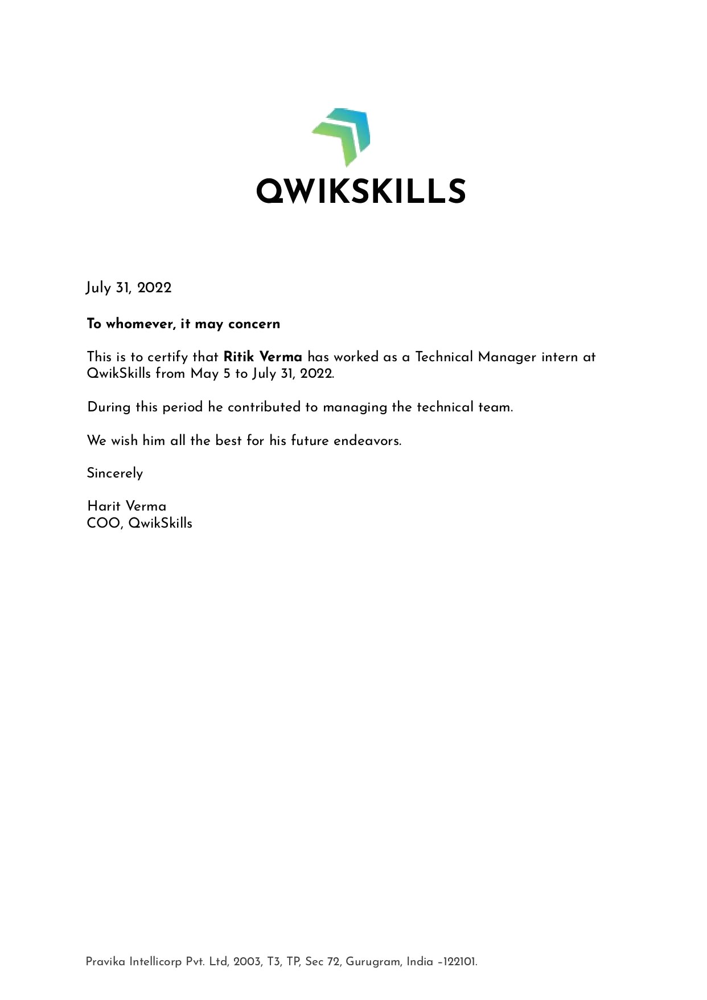 QWIKSKILLS
July 31, 2022
To whomever, it may concern
This is to certify that Ritik Verma has worked as a Technical Manager intern at
QwikSkills from May 5 to July 31, 2022.
During this period he contributed to managing the technical team.
We wish him all the best for his future endeavors.
Sincerely
Harit Verma
COO, QwikSkills
Pravika Intellicorp Pvt. Ltd, 2003, T3, TP, Sec 72, Gurugram, India –122101.